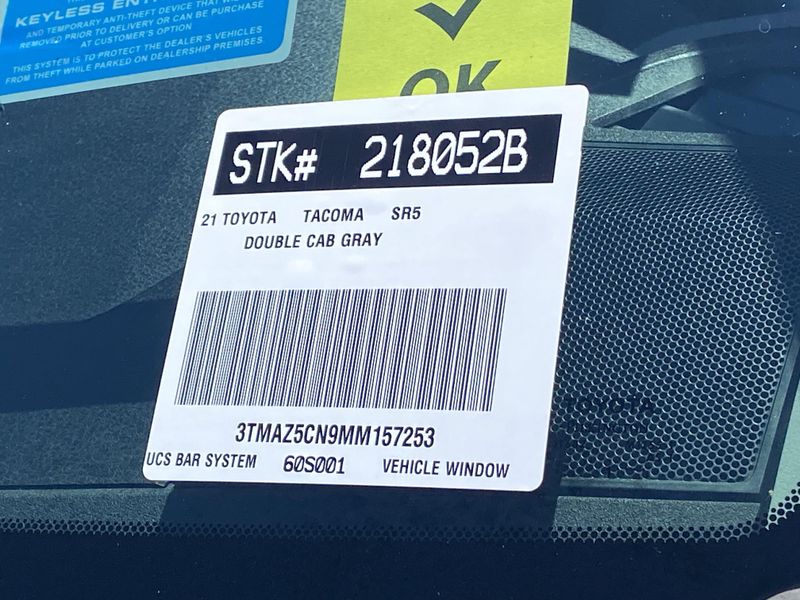 KEYLESS
AND TEMPORARY ANTI-THEFT DEVICE THAT
REMOVED PRIOR TO DELIVERY OR CAN BE PURCHASE
AT CUSTOMER'S OPTION
THIS SYSTEM IS TO PROTECT THE DEALER'S VEHICLES
FROM THEFT WHILE PARKED ON DEALERSHIP PREMISES
OK
STK# 218052B
21 TOYOTA TACOMA SR5
DOUBLE CAB GRAY
3TMAZ5CN9MM157253
UCS BAR SYSTEM 60S001 VEHICLE WINDOW
TOYOTA